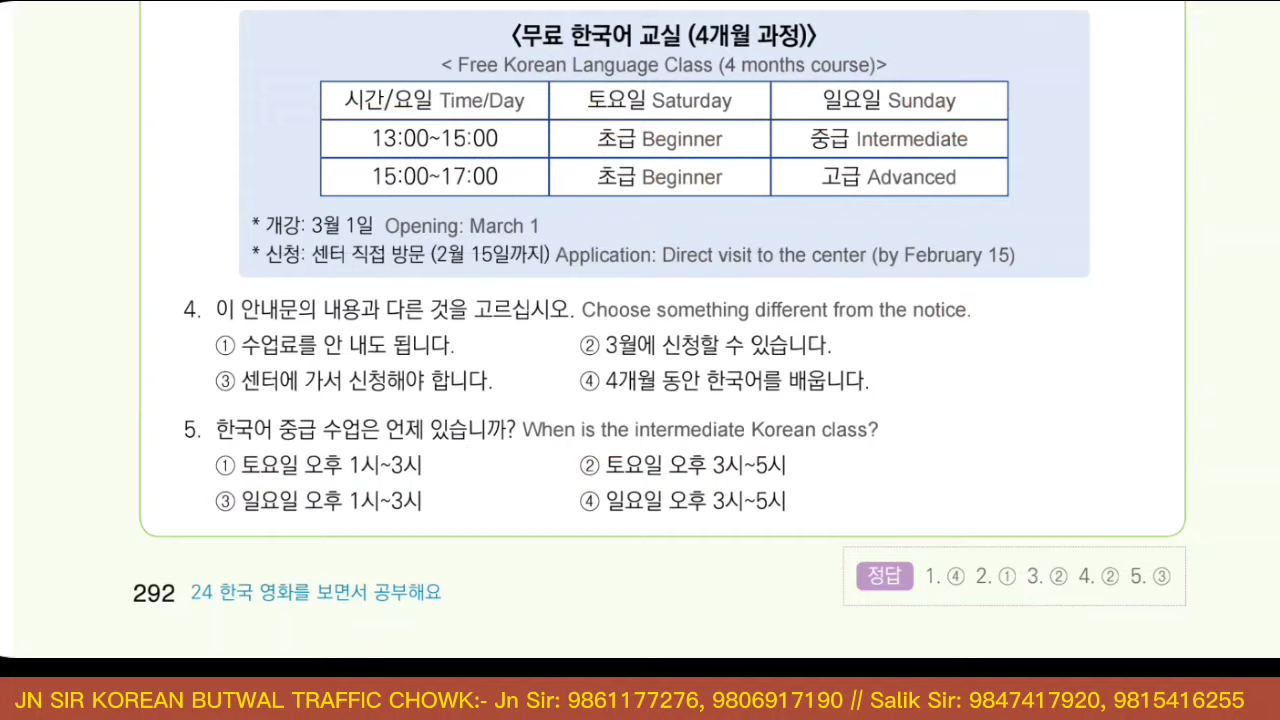 〈무료 한국어 교실 (4개월 과정)〉
< Free Korean Language Class (4 months course)>
시간/요일 Time/Day 토요일 Saturday 일요일 Sunday
13:00~15:00 초급 Beginner 중급 Intermediate
15:00~17:00 초급 Beginner 고급 Advanced
* 개강: 3월 1일 Opening: March 1
* 신청: 센터 직접 방문 (2월 15일까지) Application: Direct visit to the center (by February 15)
4. 이 안내문의 내용과 다른 것을 고르십시오. Choose something different from the notice.
① 수업료를 안 내도 됩니다. ② 3월에 신청할 수 있습니다.
③ 센터에 가서 신청해야 합니다. ④ 4개월 동안 한국어를 배웁니다.
5. 한국어 중급 수업은 언제 있습니까? When is the intermediate Korean class?
① 토요일 오후 1시~3시 ② 토요일 오후 3시~5시
③ 일요일 오후 1시~3시 ④ 일요일 오후 3시~5시
정답 1. ④ 2. ① 3. ② 4. ② 5. ③
292 24 한국 영화를 보면서 공부해요
JN SIR KOREAN BUTWAL TRAFFIC CHOWK:- Jn Sir: 9861177276, 9806917190 // Salik Sir: 9847417920, 9815416255